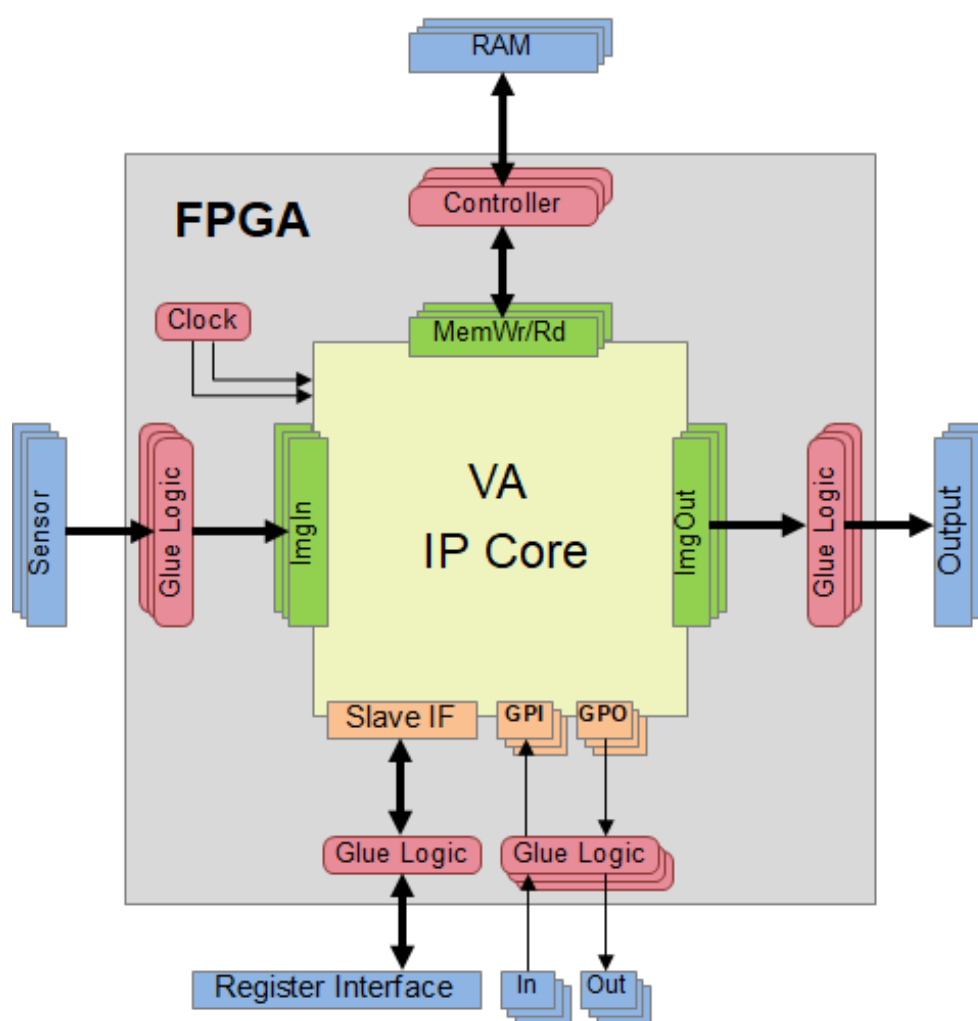 RAM
Controller
FPGA
Clock
MemWr/Rd
Sensor
Glue Logic
ImgIn
VA
IP Core
ImgOut
Glue Logic
Output
Slave IF
GPI
GPO
Glue Logic
Glue Logic
Register Interface
In
Out